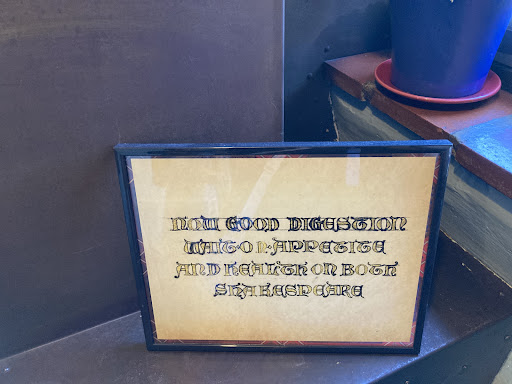 NOW GOOD DIGESTION
WAIT ON APPETITE
AND HEALTH ON BOTH
SHAKESPEARE